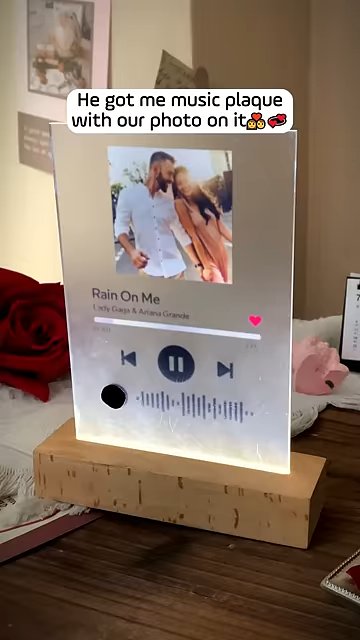 He got me music plaque
with our photo on it💑💞
Rain On Me
Lady Gaga & Ariana Grande